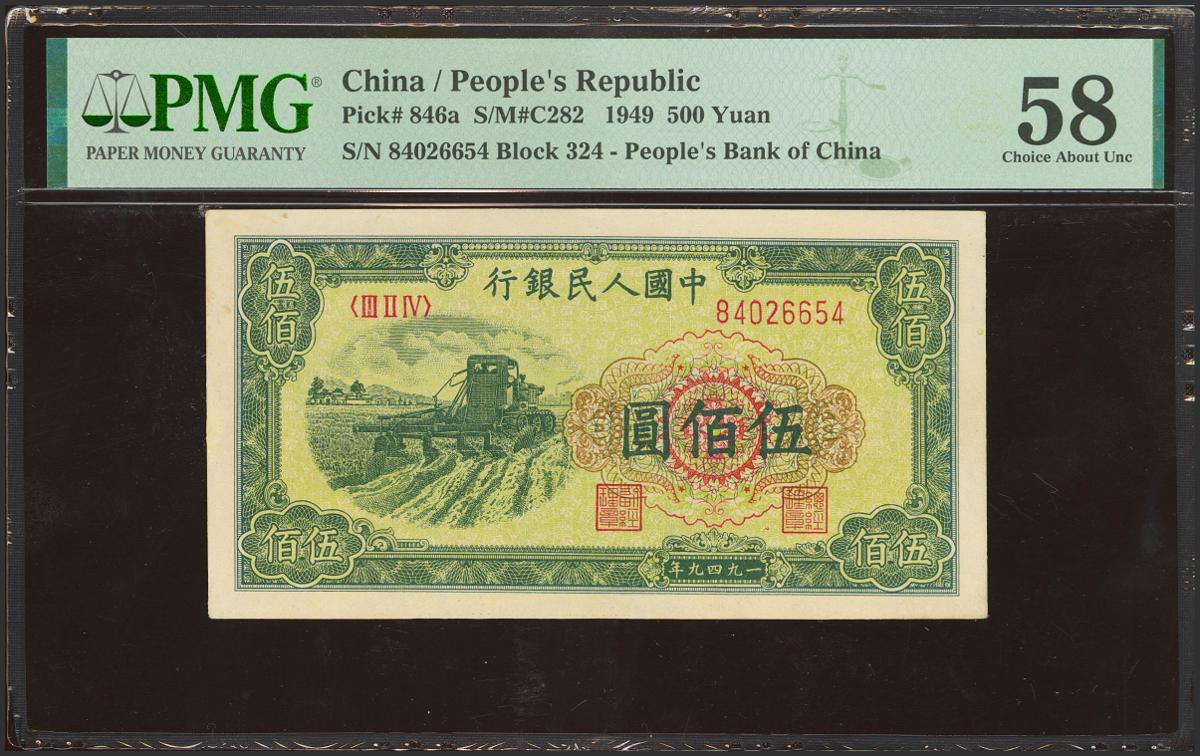 PMG®
PAPER MONEY GUARANTY
China / People's Republic
Pick# 846a S/M#C282 1949 500 Yuan
S/N 84026654 Block 324 - People's Bank of China
58
Choice About Unc
行銀民人國中
〈III II IV〉
84026654
伍佰
伍佰
圓佰伍
佰伍
佰伍
年九四九一